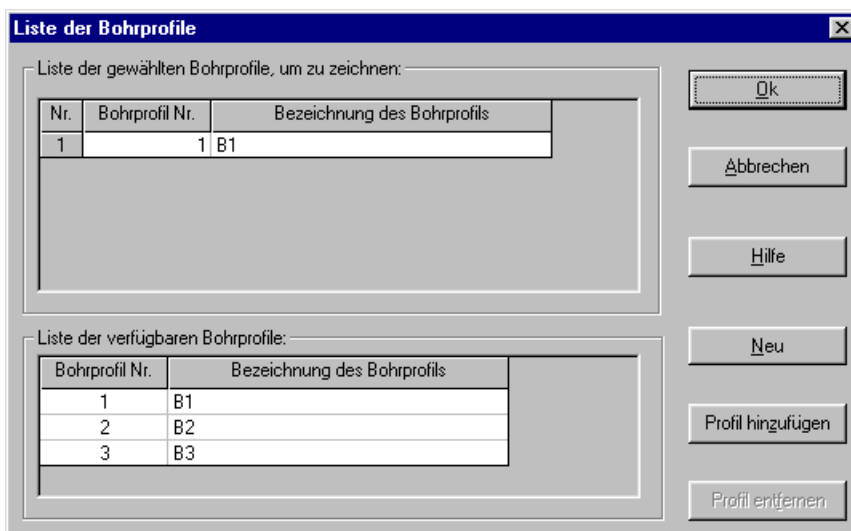 Liste der Bohrprofile
Liste der gewählten Bohrprofile, um zu zeichnen:
Nr. Bohrprofil Nr. Bezeichnung des Bohrprofils
1 1 B1
Liste der verfügbaren Bohrprofile:
Bohrprofil Nr. Bezeichnung des Bohrprofils
1 B1
2 B2
3 B3
Ok
Abbrechen
Hilfe
Neu
Profil hinzufügen
Profil entfernen